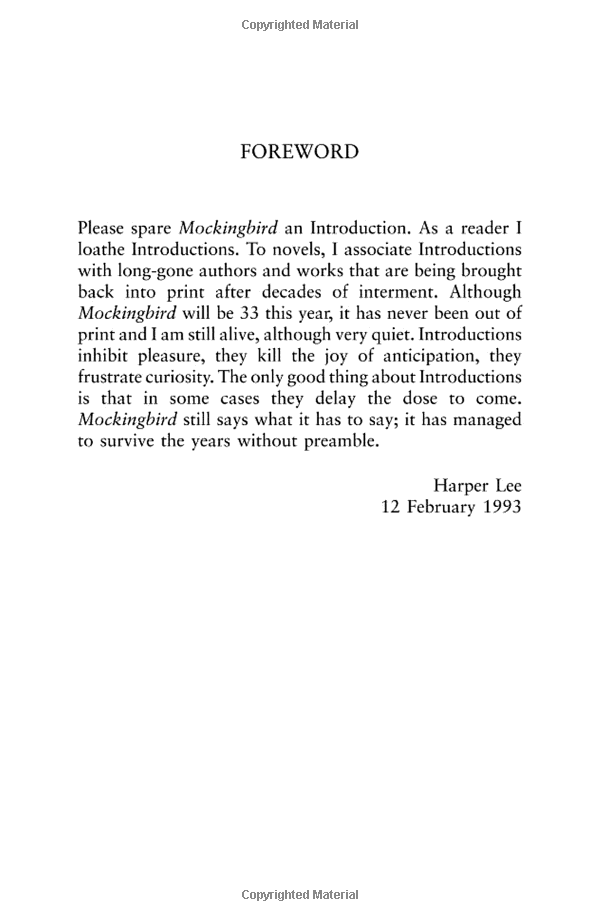 Copyrighted Material
FOREWORD
Please spare Mockingbird an Introduction. As a reader I
loathe Introductions. To novels, I associate Introductions
with long-gone authors and works that are being brought
back into print after decades of interment. Although
Mockingbird will be 33 this year, it has never been out of
print and I am still alive, although very quiet. Introductions
inhibit pleasure, they kill the joy of anticipation, they
frustrate curiosity. The only good thing about Introductions
is that in some cases they delay the dose to come.
Mockingbird still says what it has to say; it has managed
to survive the years without preamble.
Harper Lee
12 February 1993
Copyrighted Material